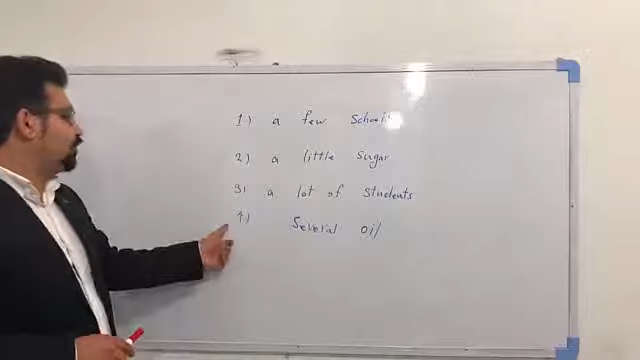 1) a few schools
2) a little sugar
3) a lot of students
4) Several oil